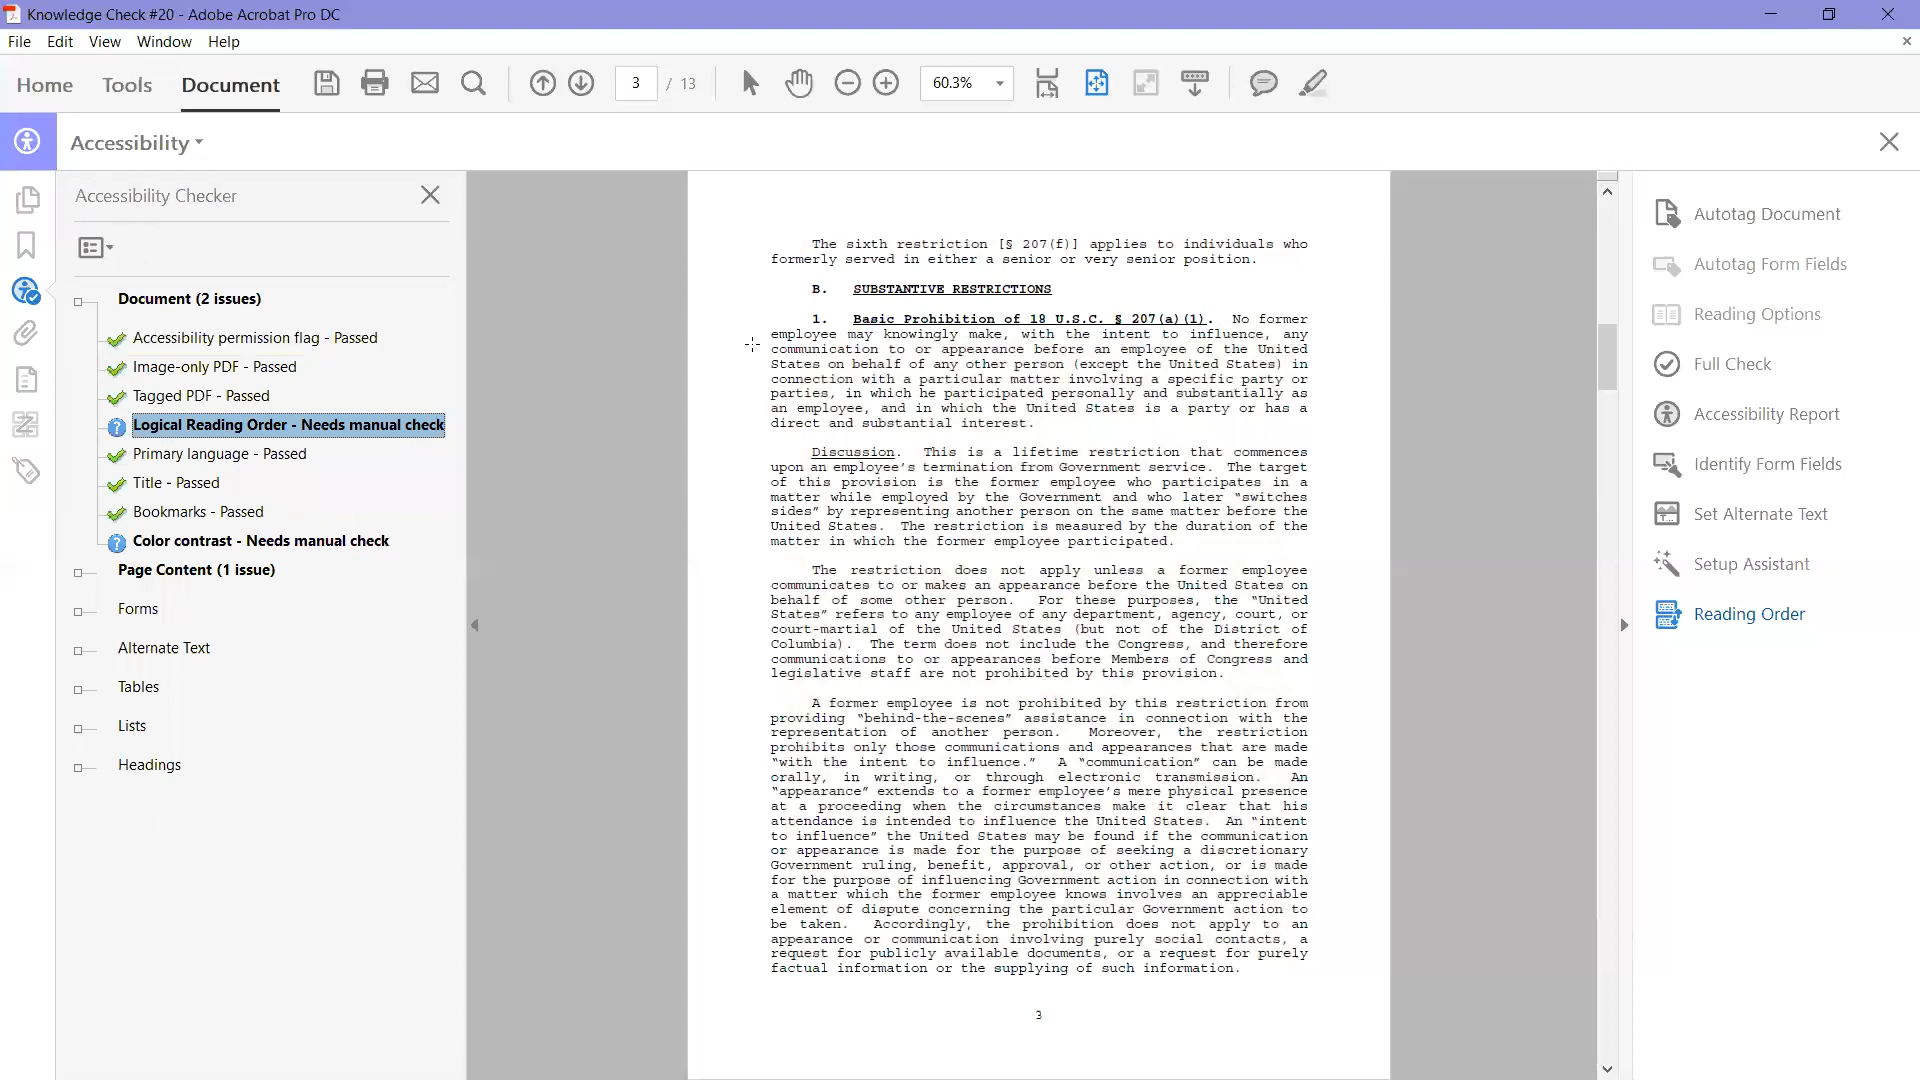 Knowledge Check #20 - Adobe Acrobat Pro DC
File Edit View Window Help
Home Tools Document 3 / 13 60.3%
Accessibility
Accessibility Checker
Document (2 issues)
Accessibility permission flag - Passed
Image-only PDF - Passed
Tagged PDF - Passed
Logical Reading Order - Needs manual check
Primary language - Passed
Title - Passed
Bookmarks - Passed
Color contrast - Needs manual check
Page Content (1 issue)
Forms
Alternate Text
Tables
Lists
Headings
The sixth restriction [§ 207(f)] applies to individuals who
formerly served in either a senior or very senior position.
B. SUBSTANTIVE RESTRICTIONS
1. Basic Prohibition of 18 U.S.C. § 207(a)(1). No former
employee may knowingly make, with the intent to influence, any
communication to or appearance before an employee of the United
States on behalf of any other person (except the United States) in
connection with a particular matter involving a specific party or
parties, in which he participated personally and substantially as
an employee, and in which the United States is a party or has a
direct and substantial interest.
Discussion. This is a lifetime restriction that commences
upon an employee's termination from Government service. The target
of this provision is the former employee who participates in a
matter while employed by the Government and who later “switches
sides” by representing another person on the same matter before the
United States. The restriction is measured by the duration of the
matter in which the former employee participated.
The restriction does not apply unless a former employee
communicates to or makes an appearance before the United States on
behalf of some other person. For these purposes, the “United
States” refers to any employee of any department, agency, court, or
court-martial of the United States (but not of the District of
Columbia). The term does not include the Congress, and therefore
communications to or appearances before Members of Congress and
legislative staff are not prohibited by this provision.
A former employee is not prohibited by this restriction from
providing “behind-the-scenes” assistance in connection with the
representation of another person. Moreover, the restriction
prohibits only those communications and appearances that are made
“with the intent to influence.” A “communication” can be made
orally, in writing, or through electronic transmission. An
“appearance” extends to a former employee's mere physical presence
at a proceeding when the circumstances make it clear that his
attendance is intended to influence the United States. An “intent
to influence” the United States may be found if the communication
or appearance is made for the purpose of seeking a discretionary
Government ruling, benefit, approval, or other action, or is made
for the purpose of influencing Government action in connection with
a matter which the former employee knows involves an appreciable
element of dispute concerning the particular Government action to
be taken. Accordingly, the prohibition does not apply to an
appearance or communication involving purely social contacts, a
request for publicly available documents, or a request for purely
factual information or the supplying of such information.
3
Autotag Document
Autotag Form Fields
Reading Options
Full Check
Accessibility Report
Identify Form Fields
Set Alternate Text
Setup Assistant
Reading Order